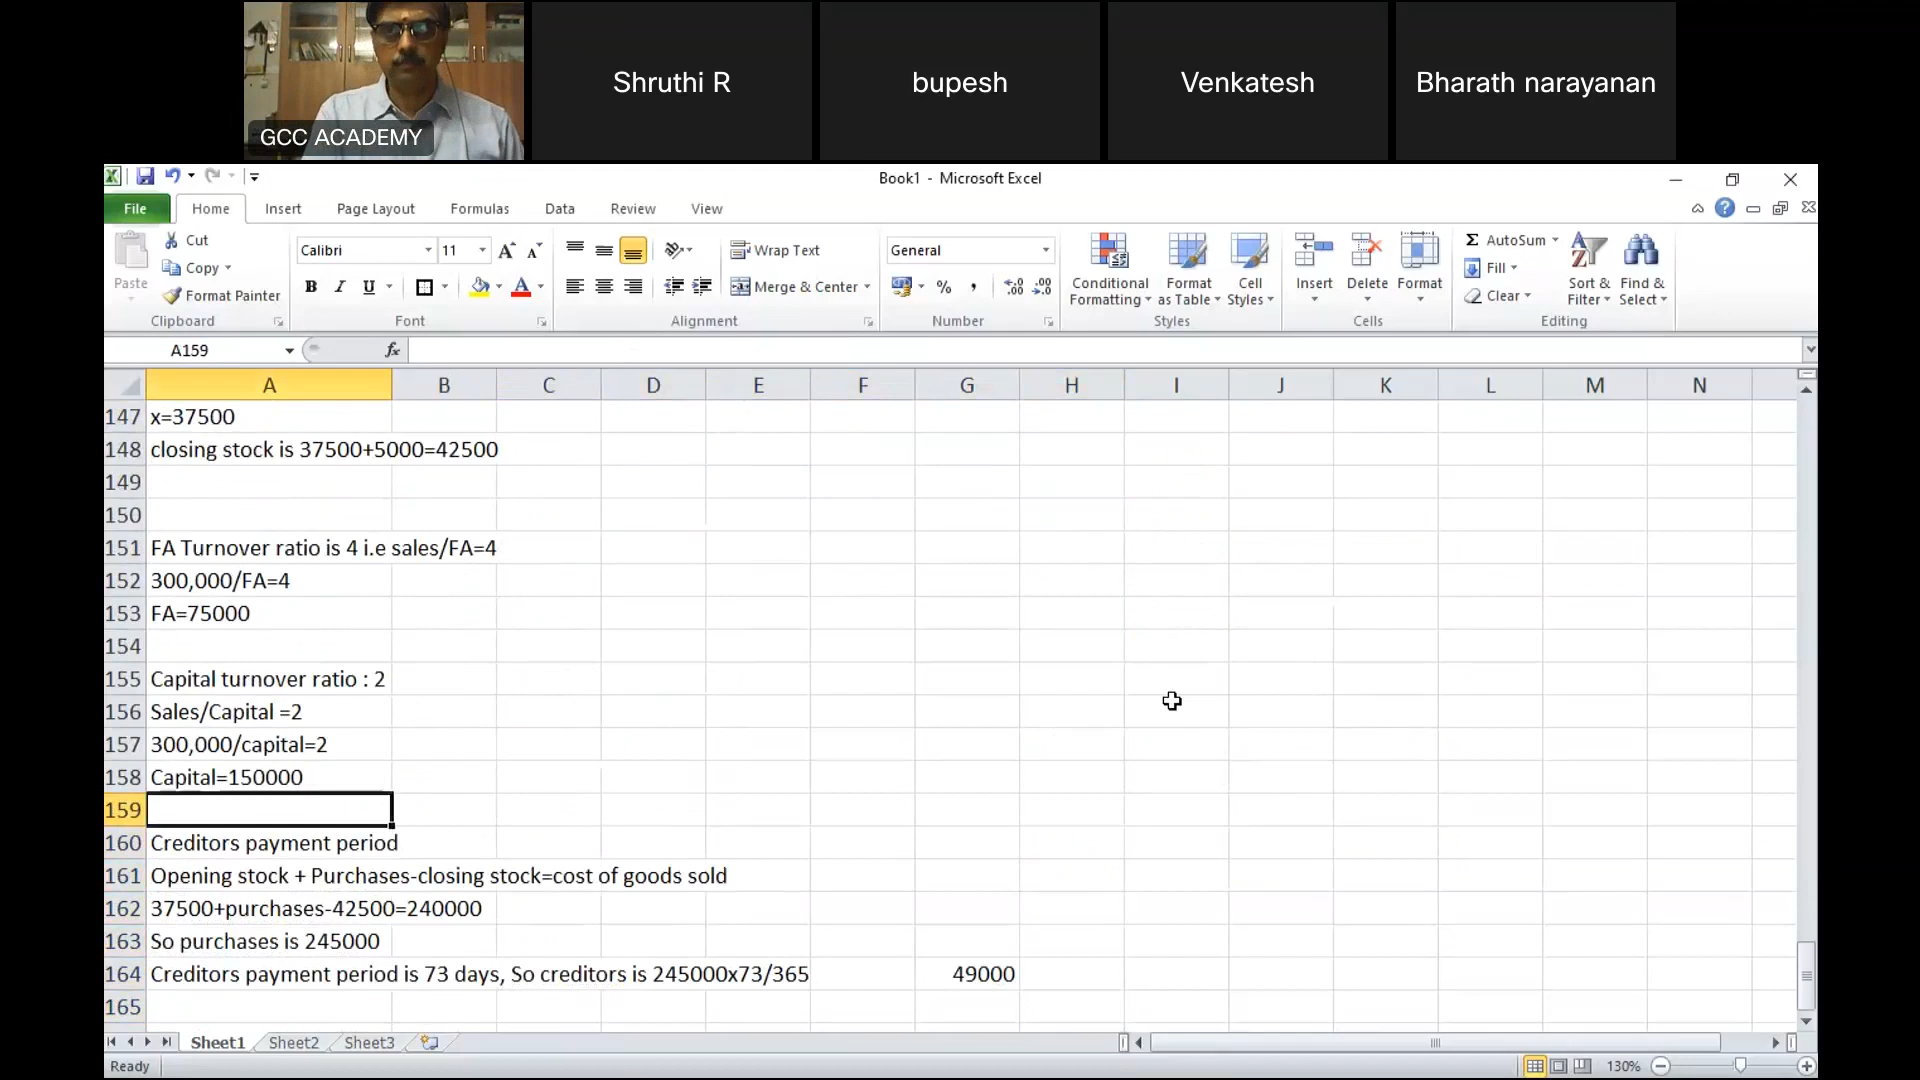 Shruthi R
bupesh
Venkatesh
Bharath narayanan
GCC ACADEMY
Book1 - Microsoft Excel
File Home Insert Page Layout Formulas Data Review View
Cut
Copy
Format Painter
Paste
Clipboard
Calibri 11
B I U
Font
Wrap Text
Merge & Center
Alignment
General
%
Number
Conditional Formatting
Format as Table
Cell Styles
Styles
Insert
Delete
Format
Cells
AutoSum
Fill
Clear
Sort & Filter
Find & Select
Editing
A159
fx
A B C D E F G H I J K L M N
147 x=37500
148 closing stock is 37500+5000=42500
149
150
151 FA Turnover ratio is 4 i.e sales/FA=4
152 300,000/FA=4
153 FA=75000
154
155 Capital turnover ratio : 2
156 Sales/Capital =2
157 300,000/capital=2
158 Capital=150000
159
160 Creditors payment period
161 Opening stock + Purchases-closing stock=cost of goods sold
162 37500+purchases-42500=240000
163 So purchases is 245000
164 Creditors payment period is 73 days, So creditors is 245000x73/365 49000
165
Sheet1 Sheet2 Sheet3
Ready
130%